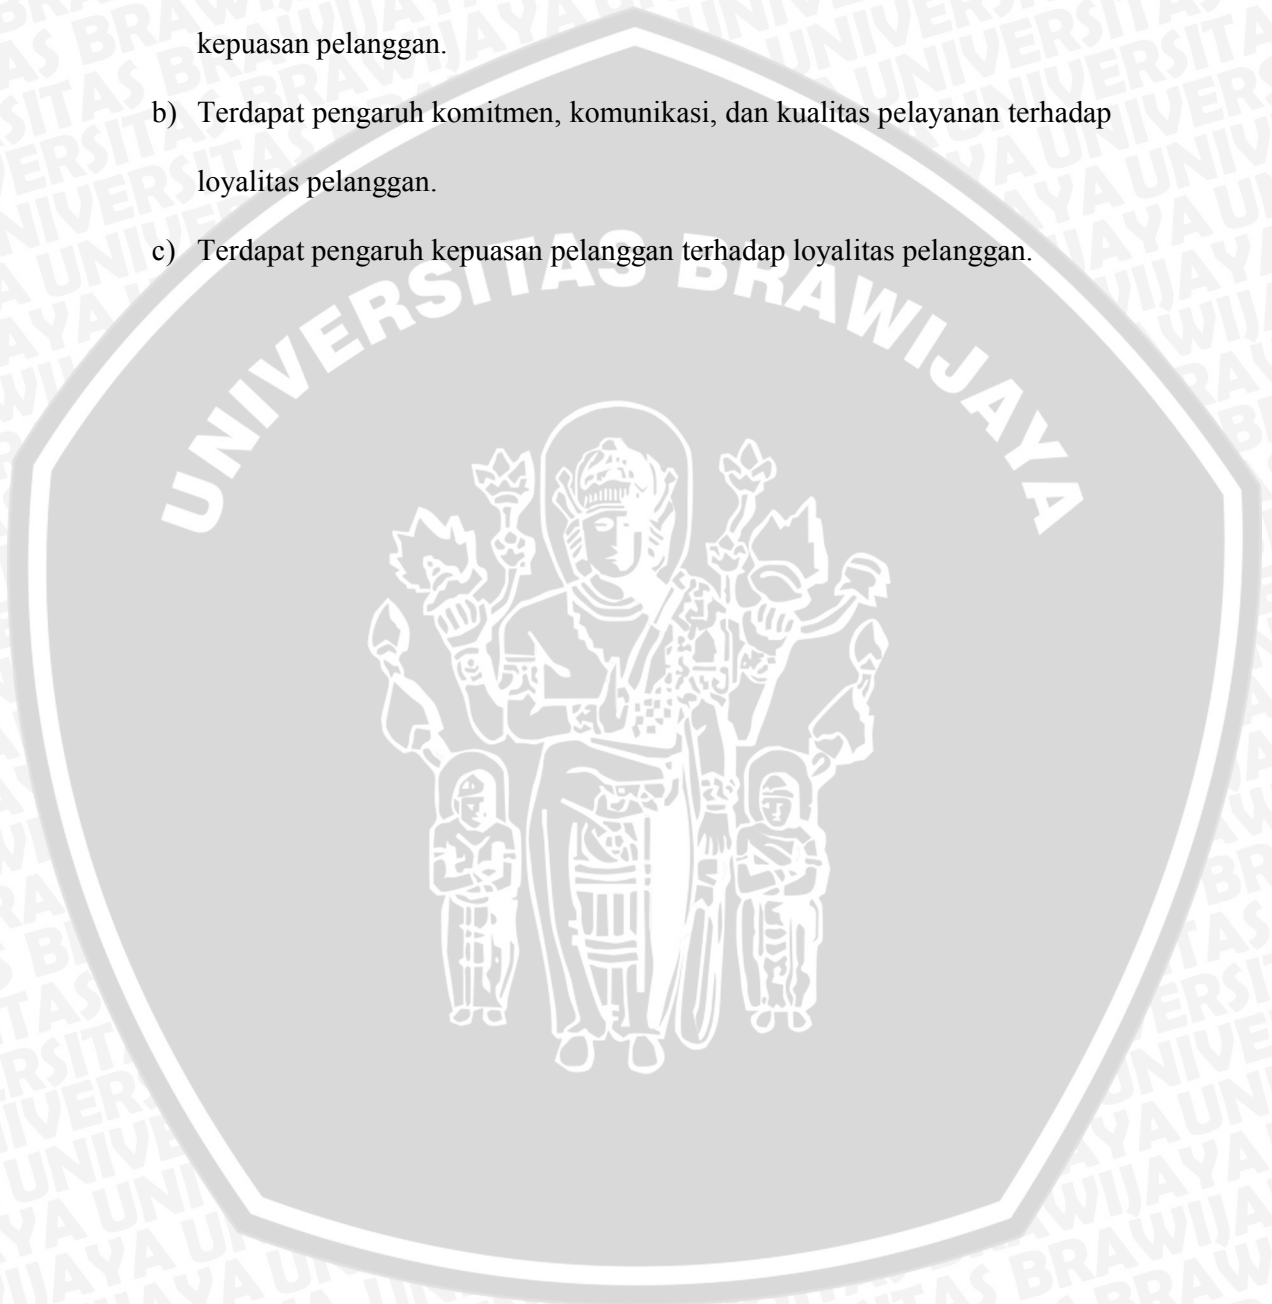 kepuasan pelanggan.
b) Terdapat pengaruh komitmen, komunikasi, dan kualitas pelayanan terhadap
loyalitas pelanggan.
c) Terdapat pengaruh kepuasan pelanggan terhadap loyalitas pelanggan.
UNIVERSITAS BRAWIJAYA